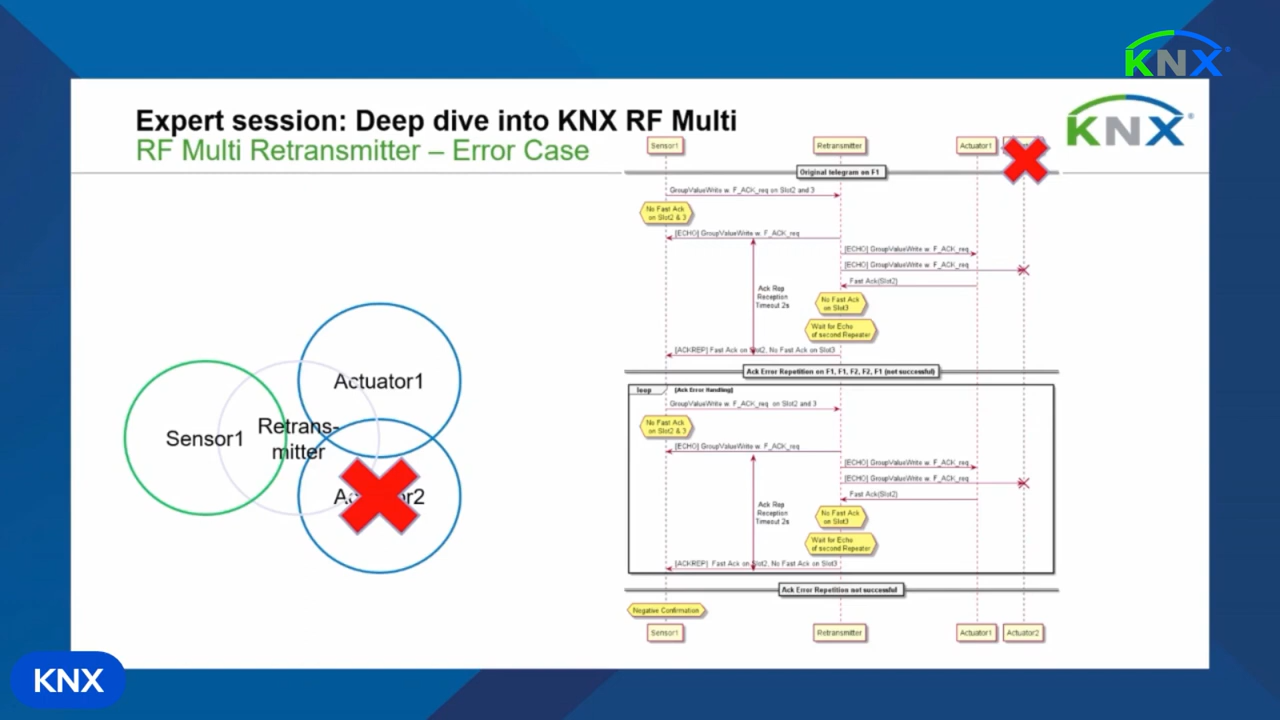 KNX
Expert session: Deep dive into KNX RF Multi
RF Multi Retransmitter – Error Case
KNX
Sensor1
Retransmitter
Actuator1
Original telegram on F1
GroupValueWrite w. F_ACK_req on Slot2 and 3
No Fast Ack
on Slot2 & 3
[ECHO] GroupValueWrite w. F_ACK_req
[ECHO] GroupValueWrite w. F_ACK_req
[ECHO] GroupValueWrite w. F_ACK_req
Fast Ack(Slot2)
Ack Rep
Reception
Timeout 2s
No Fast Ack
on Slot3
Wait for Echo
of second Repeater
[ACKREP] Fast Ack on Slot2, No Fast Ack on Slot3
Ack Error Repetition on F1, F1, F2, F2, F1 (not successful)
loop
[Ack Error Handling]
GroupValueWrite w. F_ACK_req on Slot2 and 3
No Fast Ack
on Slot2 & 3
[ECHO] GroupValueWrite w. F_ACK_req
[ECHO] GroupValueWrite w. F_ACK_req
[ECHO] GroupValueWrite w. F_ACK_req
Fast Ack(Slot2)
Ack Rep
Reception
Timeout 2s
No Fast Ack
on Slot3
Wait for Echo
of second Repeater
[ACKREP] Fast Ack on Slot2, No Fast Ack on Slot3
Ack Error Repetition not successful
Negative Confirmation
Sensor1
Retransmitter
Actuator1
Actuator2
Sensor1
Retrans-
mitter
Actuator1
KNX